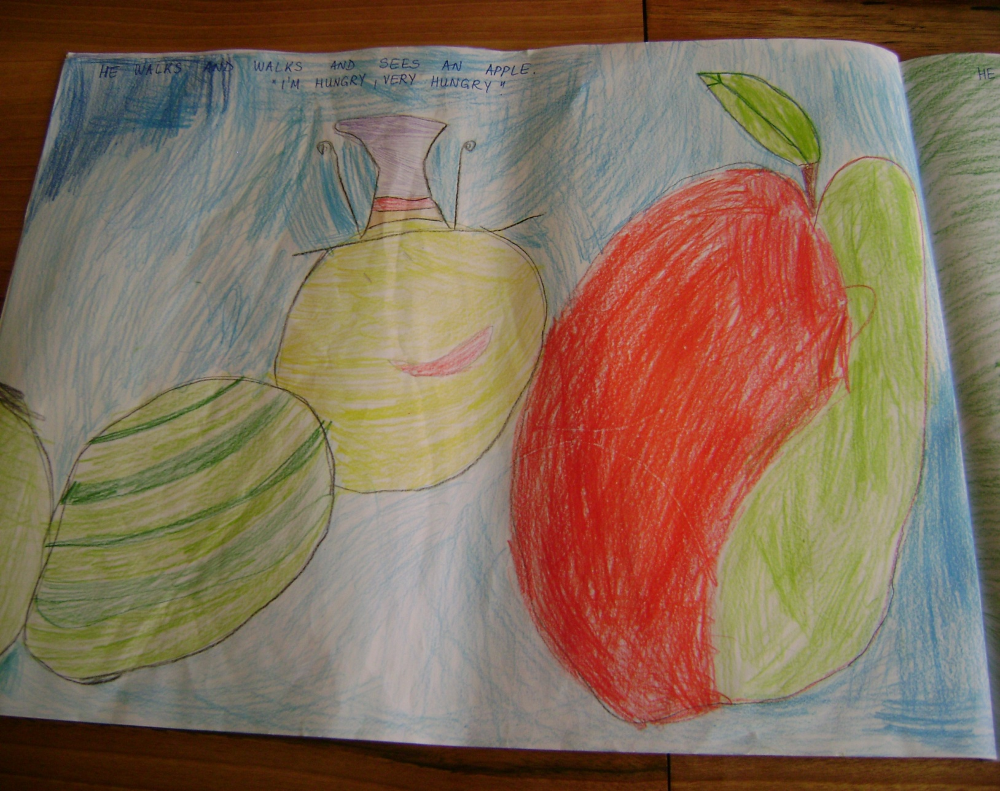 HE WALKS AND WALKS AND SEES AN APPLE.
"I'M HUNGRY, VERY HUNGRY".
HE